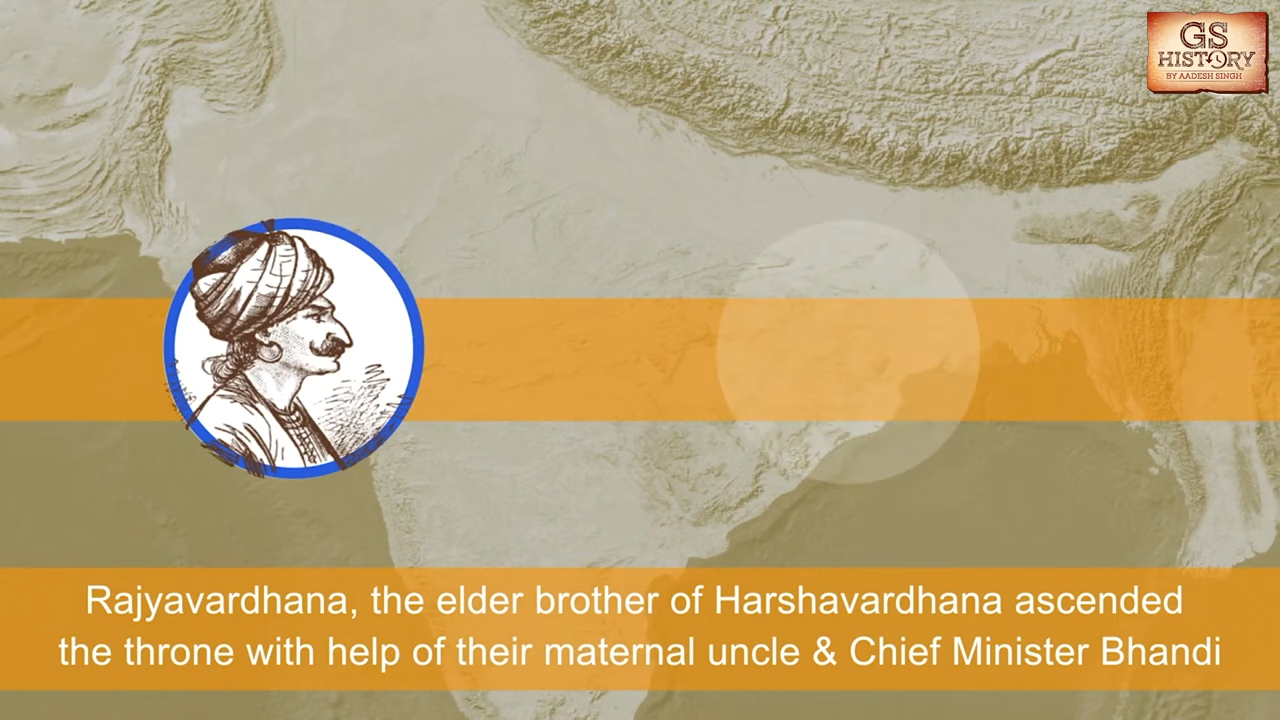 GS
HISTORY
BY AADESH SINGH
Rajyavardhana, the elder brother of Harshavardhana ascended
the throne with help of their maternal uncle & Chief Minister Bhandi